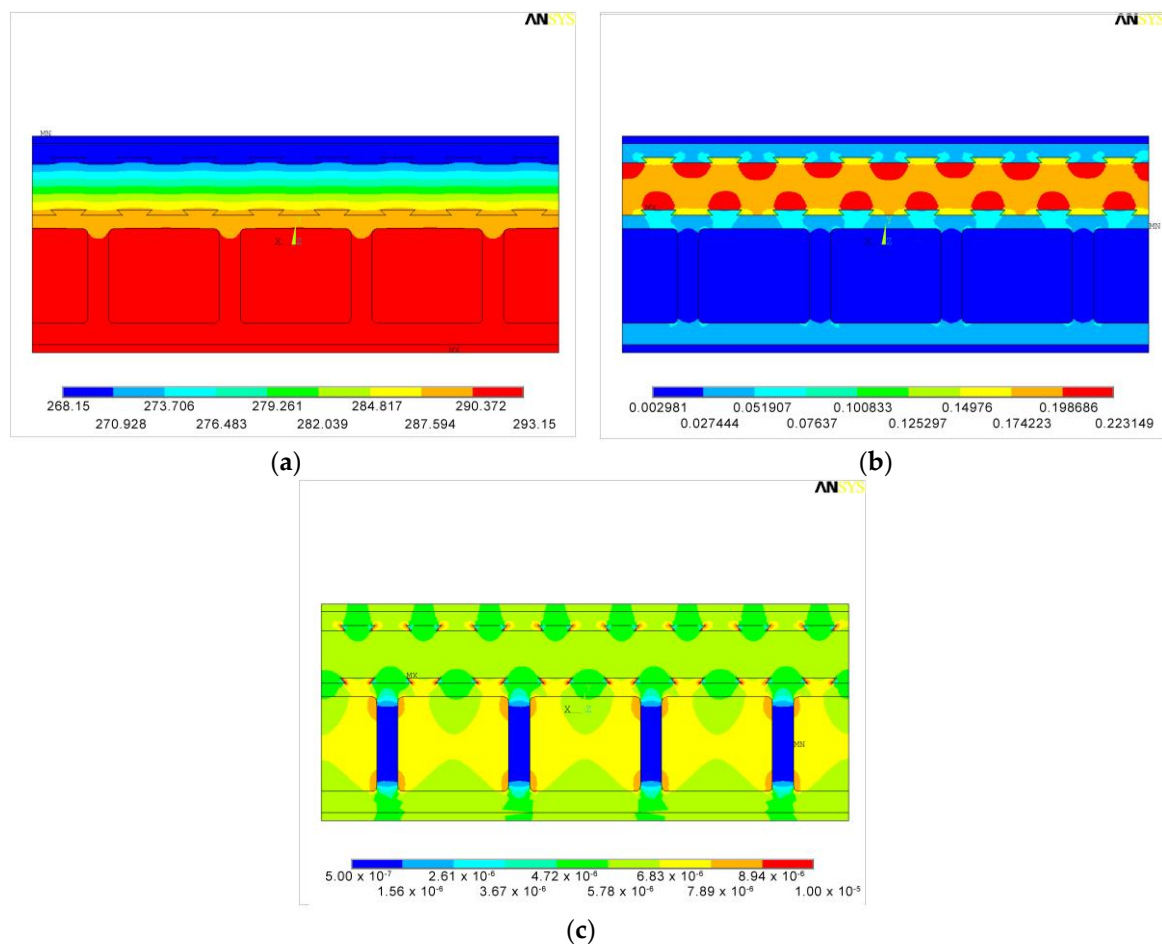 ANSYS
ANSYS
MN
MX
X
Z
268.15 273.706 279.261 284.817 290.372
270.928 276.483 282.039 287.594 293.15
(a)
MX
MN
X
Z
0.002981 0.051907 0.100833 0.14976 0.198686
0.027444 0.07637 0.125297 0.174223 0.223149
(b)
ANSYS
MX
X
Z
MN
5.00 x 10⁻⁷ 2.61 x 10⁻⁶ 4.72 x 10⁻⁶ 6.83 x 10⁻⁶ 8.94 x 10⁻⁶
1.56 x 10⁻⁶ 3.67 x 10⁻⁶ 5.78 x 10⁻⁶ 7.89 x 10⁻⁶ 1.00 x 10⁻⁵
(c)